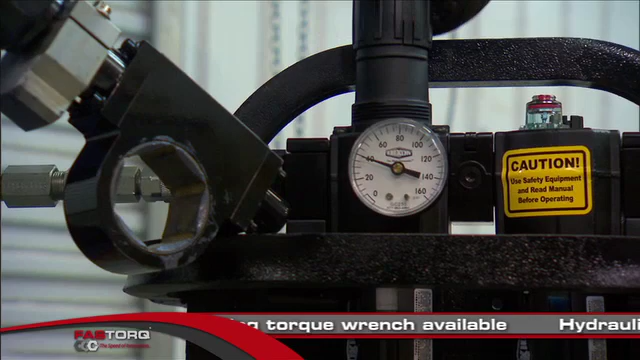 80
60 100
40 120
20 140
0 160
CAUTION!
Use Safety Equipment
and Read Manual
Before Operating
torque wrench available Hydrauli
FASTORQ